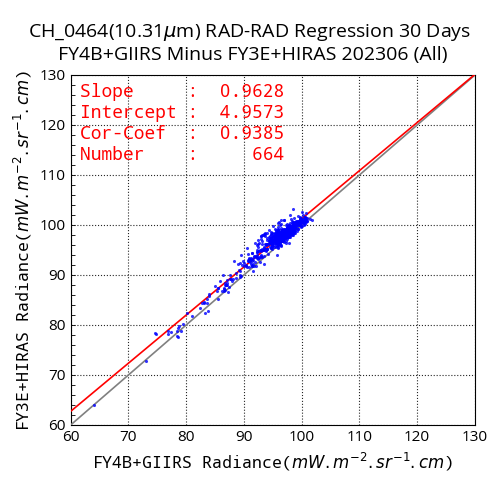 CH_0464(10.31μm) RAD-RAD Regression 30 Days
FY4B+GIIRS Minus FY3E+HIRAS 202306 (All)
Slope : 0.9628
Intercept : 4.9573
Cor-Coef : 0.9385
Number : 664
FY3E+HIRAS Radiance(mW.m⁻².sr⁻¹.cm)
130
120
110
100
90
80
70
60
60 70 80 90 100 110 120 130
FY4B+GIIRS Radiance(mW.m⁻².sr⁻¹.cm)